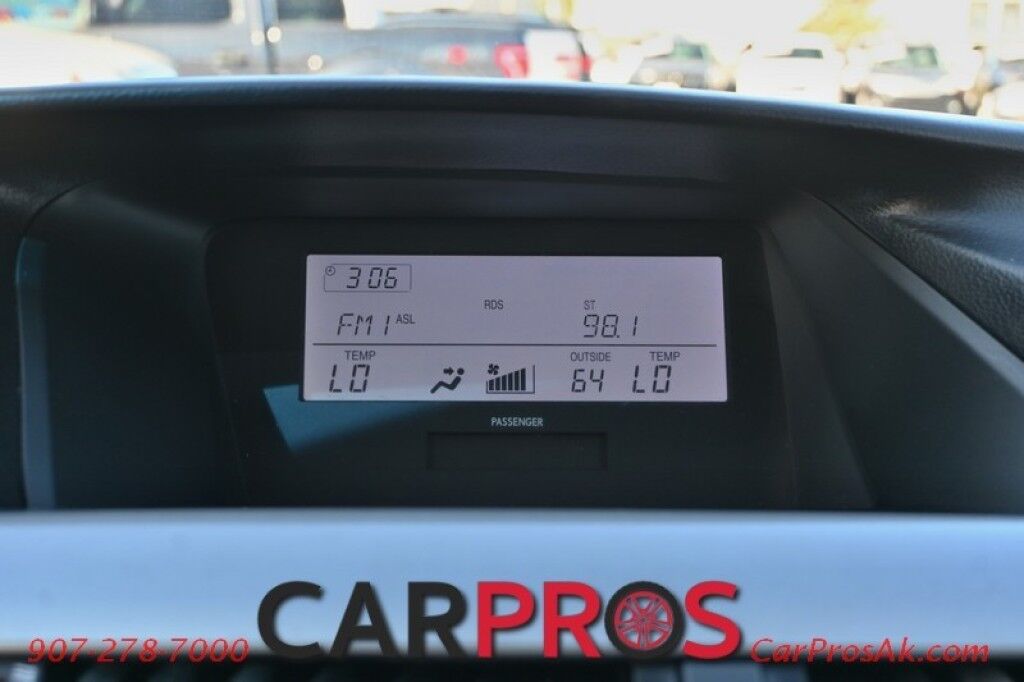 3:06
RDS ST.
FM1 ASL 98.1
TEMP OUTSIDE TEMP
LO 64 LO
PASSENGER
CARPROS
907-278-7000 CarProsAk.com